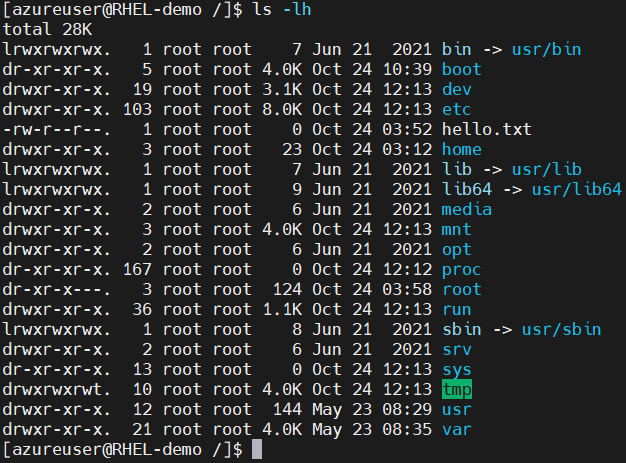 [azureuser@RHEL-demo /]$ ls -lh
total 28K
lrwxrwxrwx.   1 root root    7 Jun 21  2021 bin -> usr/bin
dr-xr-xr-x.   5 root root 4.0K Oct 24 10:39 boot
drwxr-xr-x.  19 root root 3.1K Oct 24 12:13 dev
drwxr-xr-x. 103 root root 8.0K Oct 24 12:13 etc
-rw-r--r--.   1 root root    0 Oct 24 03:52 hello.txt
drwxr-xr-x.   3 root root   23 Oct 24 03:12 home
lrwxrwxrwx.   1 root root    7 Jun 21  2021 lib -> usr/lib
lrwxrwxrwx.   1 root root    9 Jun 21  2021 lib64 -> usr/lib64
drwxr-xr-x.   2 root root    6 Jun 21  2021 media
drwxr-xr-x.   3 root root 4.0K Oct 24 12:13 mnt
drwxr-xr-x.   2 root root    6 Jun 21  2021 opt
dr-xr-xr-x. 167 root root    0 Oct 24 12:12 proc
dr-xr-x---.   3 root root  124 Oct 24 03:58 root
drwxr-xr-x.  36 root root 1.1K Oct 24 12:13 run
lrwxrwxrwx.   1 root root    8 Jun 21  2021 sbin -> usr/sbin
drwxr-xr-x.   2 root root    6 Jun 21  2021 srv
dr-xr-xr-x.  13 root root    0 Oct 24 12:13 sys
drwxrwxrwt.  10 root root 4.0K Oct 24 12:13 tmp
drwxr-xr-x.  12 root root  144 May 23 08:29 usr
drwxr-xr-x.  21 root root 4.0K May 23 08:35 var
[azureuser@RHEL-demo /]$